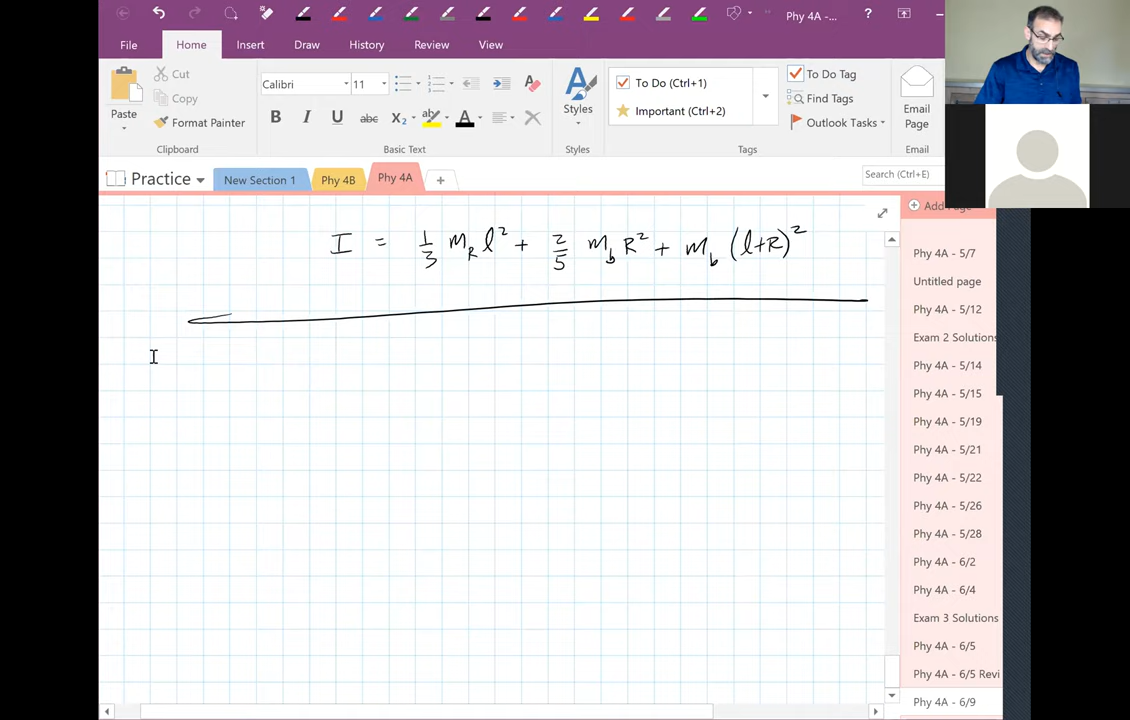 Phy 4A -...
?
File
Home
Insert
Draw
History
Review
View
Paste
Cut
Copy
Format Painter
Clipboard
Calibri
11
B I U abc X₂ A
Basic Text
Styles
Styles
To Do (Ctrl+1)
Important (Ctrl+2)
To Do Tag
Find Tags
Outlook Tasks
Tags
Email Page
Email
Practice
New Section 1
Phy 4B
Phy 4A
Search (Ctrl+E)
I = 1/3 m_R l² + 2/5 m_b R² + m_b (l+R)²
Phy 4A - 5/7
Untitled page
Phy 4A - 5/12
Exam 2 Solutions
Phy 4A - 5/14
Phy 4A - 5/15
Phy 4A - 5/19
Phy 4A - 5/21
Phy 4A - 5/22
Phy 4A - 5/26
Phy 4A - 5/28
Phy 4A - 6/2
Phy 4A - 6/4
Exam 3 Solutions
Phy 4A - 6/5
Phy 4A - 6/5 Revi
Phy 4A - 6/9